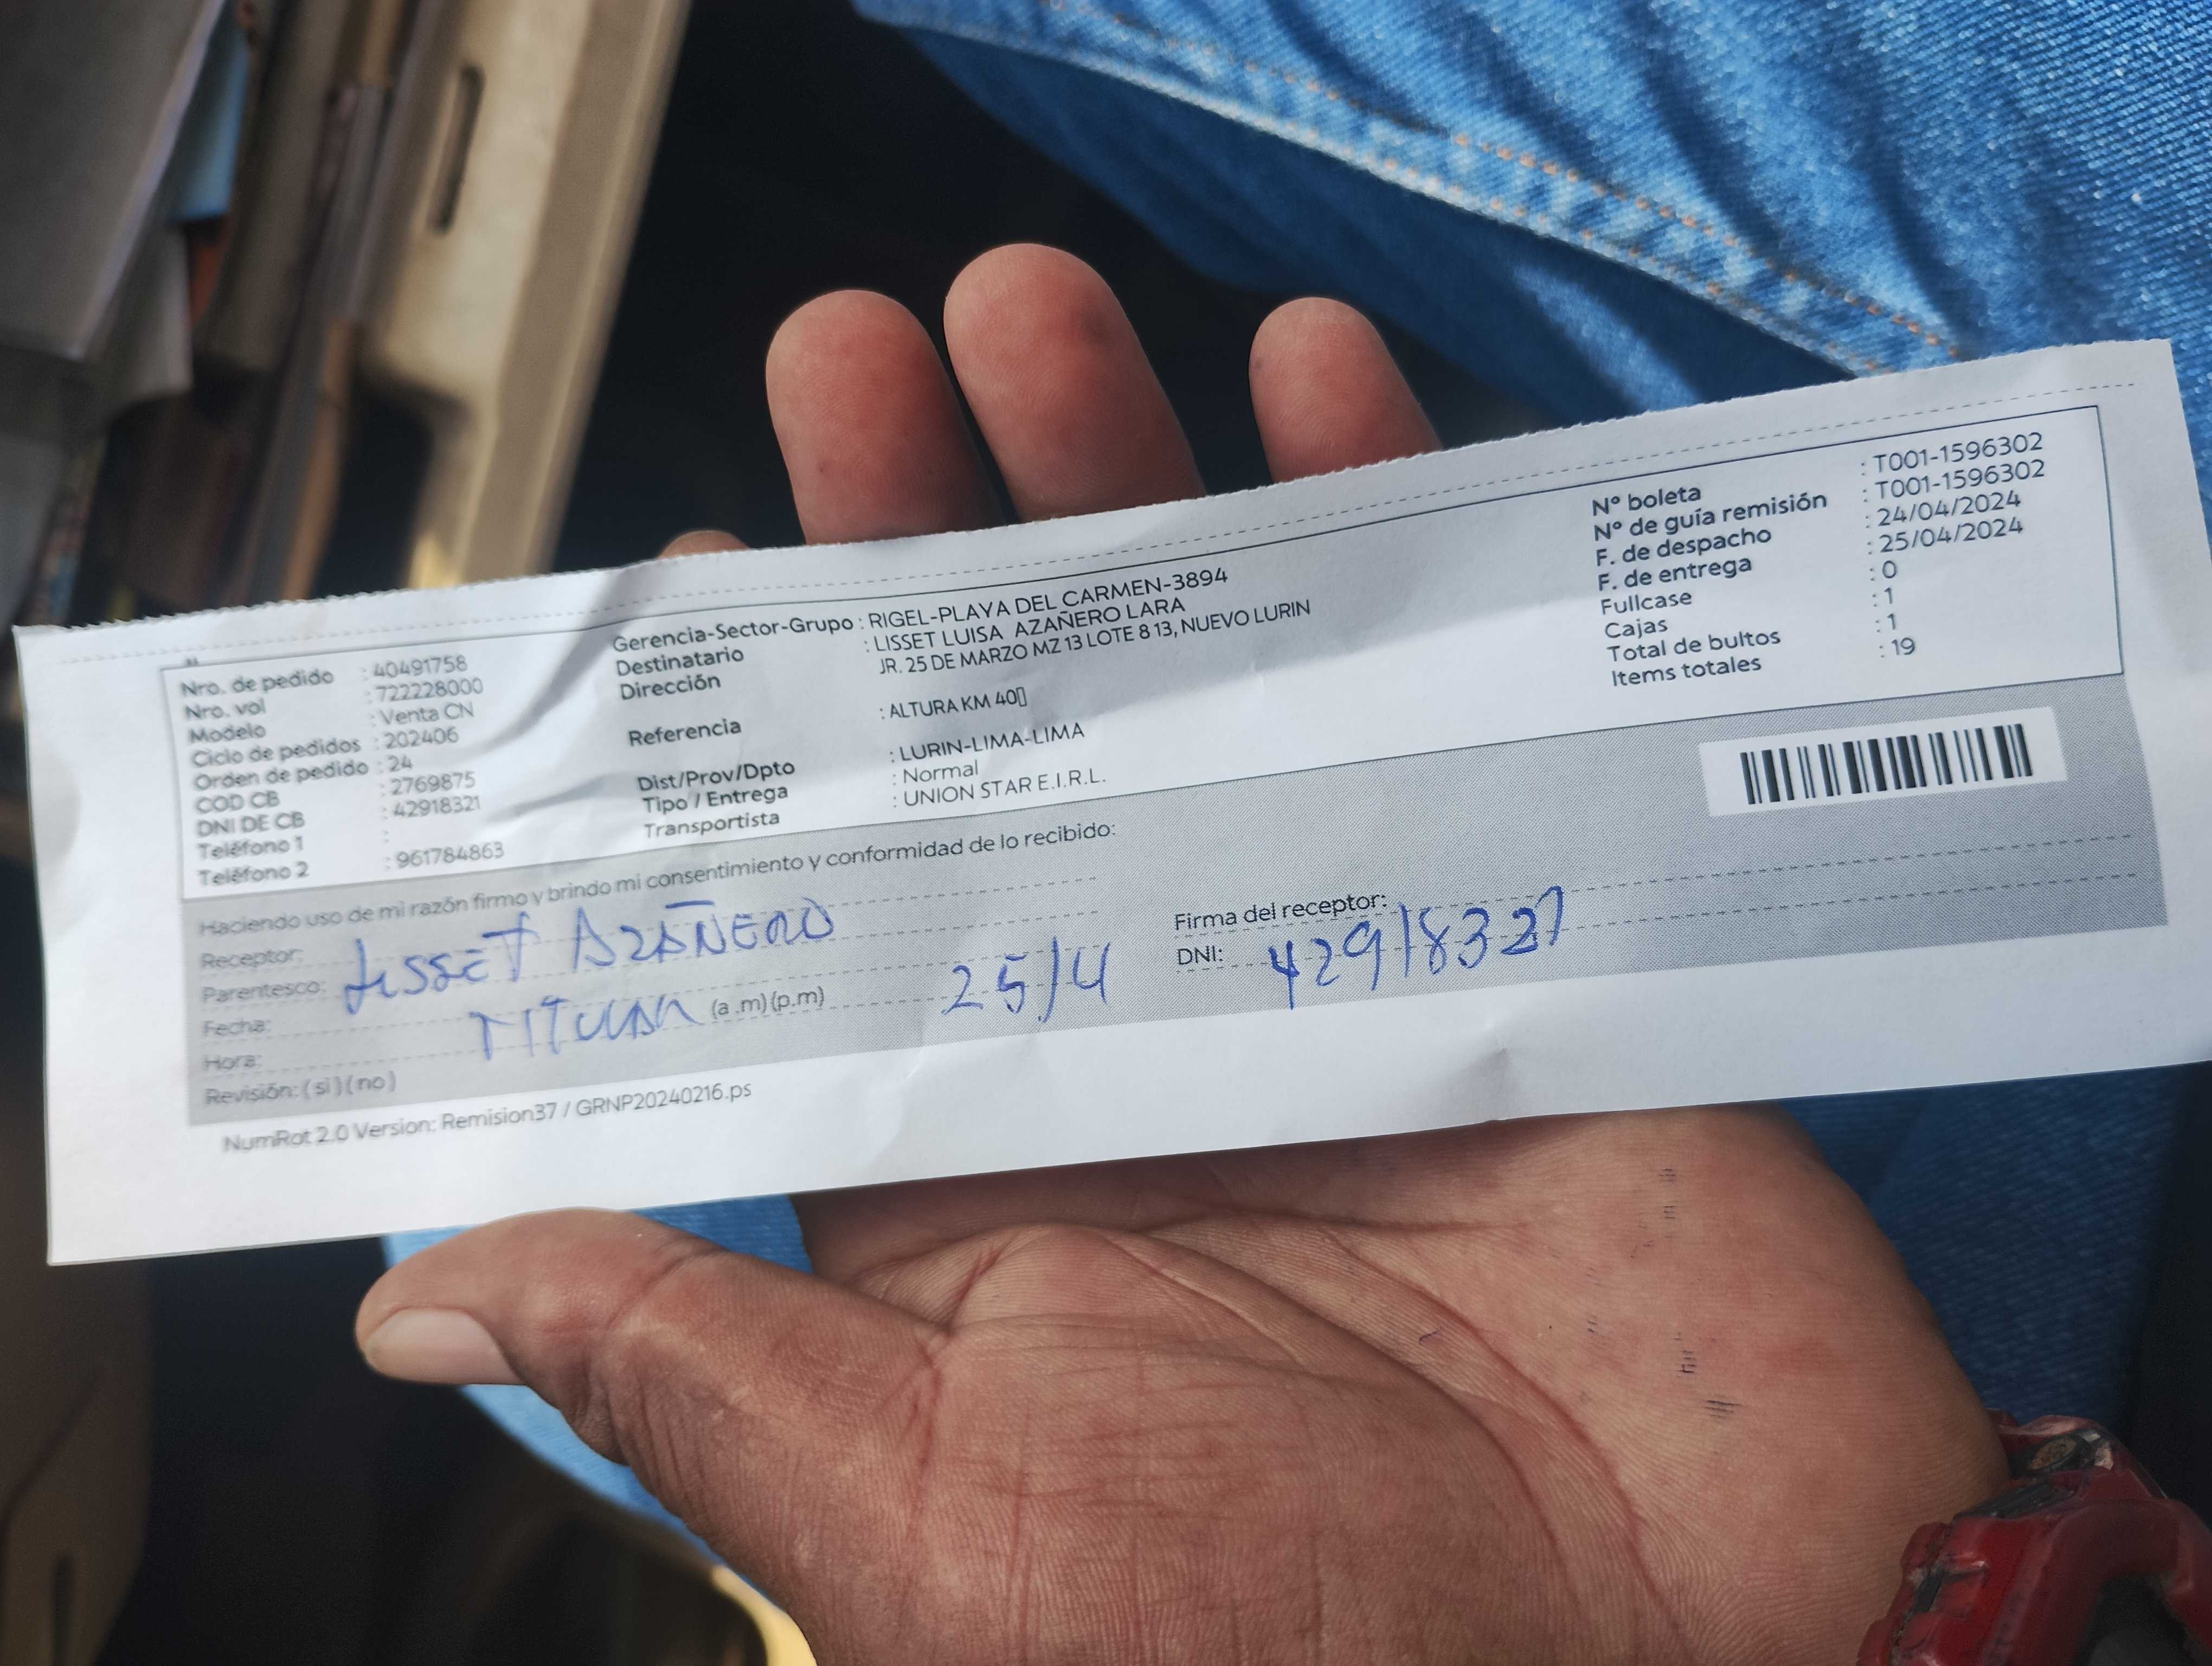 Nro. de pedido : 40491758
Nro. vol : 722228000
Modelo : Venta CN
Ciclo de pedidos : 202406
Orden de pedido : 24
COD CB : 2769875
DNI DE CB : 42918321
Teléfono 1 :
Teléfono 2 : 961784863
Gerencia-Sector-Grupo : RIGEL-PLAYA DEL CARMEN-3894
Destinatario : LISSET LUISA AZAÑERO LARA
Dirección JR. 25 DE MARZO MZ 13 LOTE 8 13, NUEVO LURIN
Referencia : ALTURA KM 40▯
Dist/Prov/Dpto : LURIN-LIMA-LIMA
Tipo / Entrega : Normal
Transportista : UNION STAR E.I.R.L.
Nº boleta : T001-1596302
Nº de guía remisión : T001-1596302
F. de despacho : 24/04/2024
F. de entrega : 25/04/2024
Fullcase : 0
Cajas : 1
Total de bultos : 1
Items totales : 19
Haciendo uso de mi razón firmo y brindo mi consentimiento y conformidad de lo recibido:
Receptor: LISSET AZAÑERO
Parentesco: TITULAR
Fecha: 25/4
Hora: (a.m)(p.m)
Revisión: (si)(no)
Firma del receptor:
DNI: 42918321
NumRot 2.0 Version: Remision37 / GRNP20240216.ps